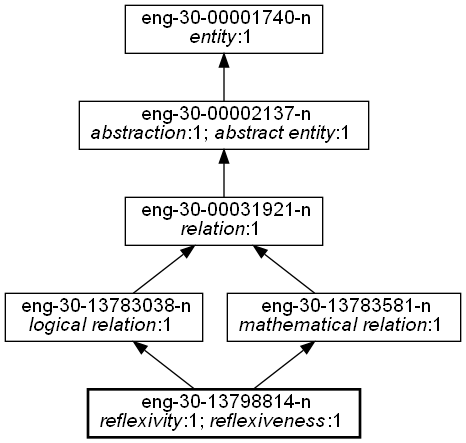 eng-30-00001740-n
entity:1
eng-30-00002137-n
abstraction:1; abstract entity:1
eng-30-00031921-n
relation:1
eng-30-13783038-n
logical relation:1
eng-30-13783581-n
mathematical relation:1
eng-30-13798814-n
reflexivity:1; reflexiveness:1